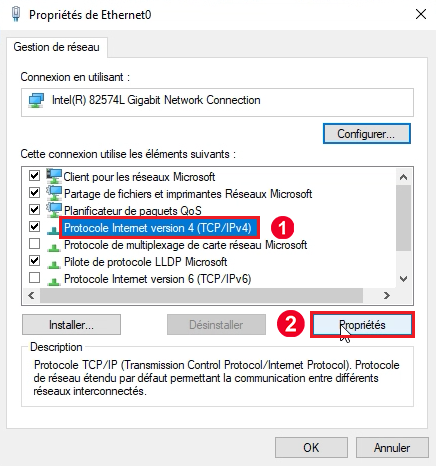 Propriétés de Ethernet0
Gestion de réseau
Connexion en utilisant :
Intel(R) 82574L Gigabit Network Connection
Configurer...
Cette connexion utilise les éléments suivants :
Client pour les réseaux Microsoft
Partage de fichiers et imprimantes Réseaux Microsoft
Planificateur de paquets QoS
Protocole Internet version 4 (TCP/IPv4)
1
Protocole de multiplexage de carte réseau Microsoft
Pilote de protocole LLDP Microsoft
Protocole Internet version 6 (TCP/IPv6)
Installer...
Désinstaller
2
Propriétés
Description
Protocole TCP/IP (Transmission Control Protocol/Internet Protocol). Protocole
de réseau étendu par défaut permettant la communication entre différents
réseaux interconnectés.
OK
Annuler